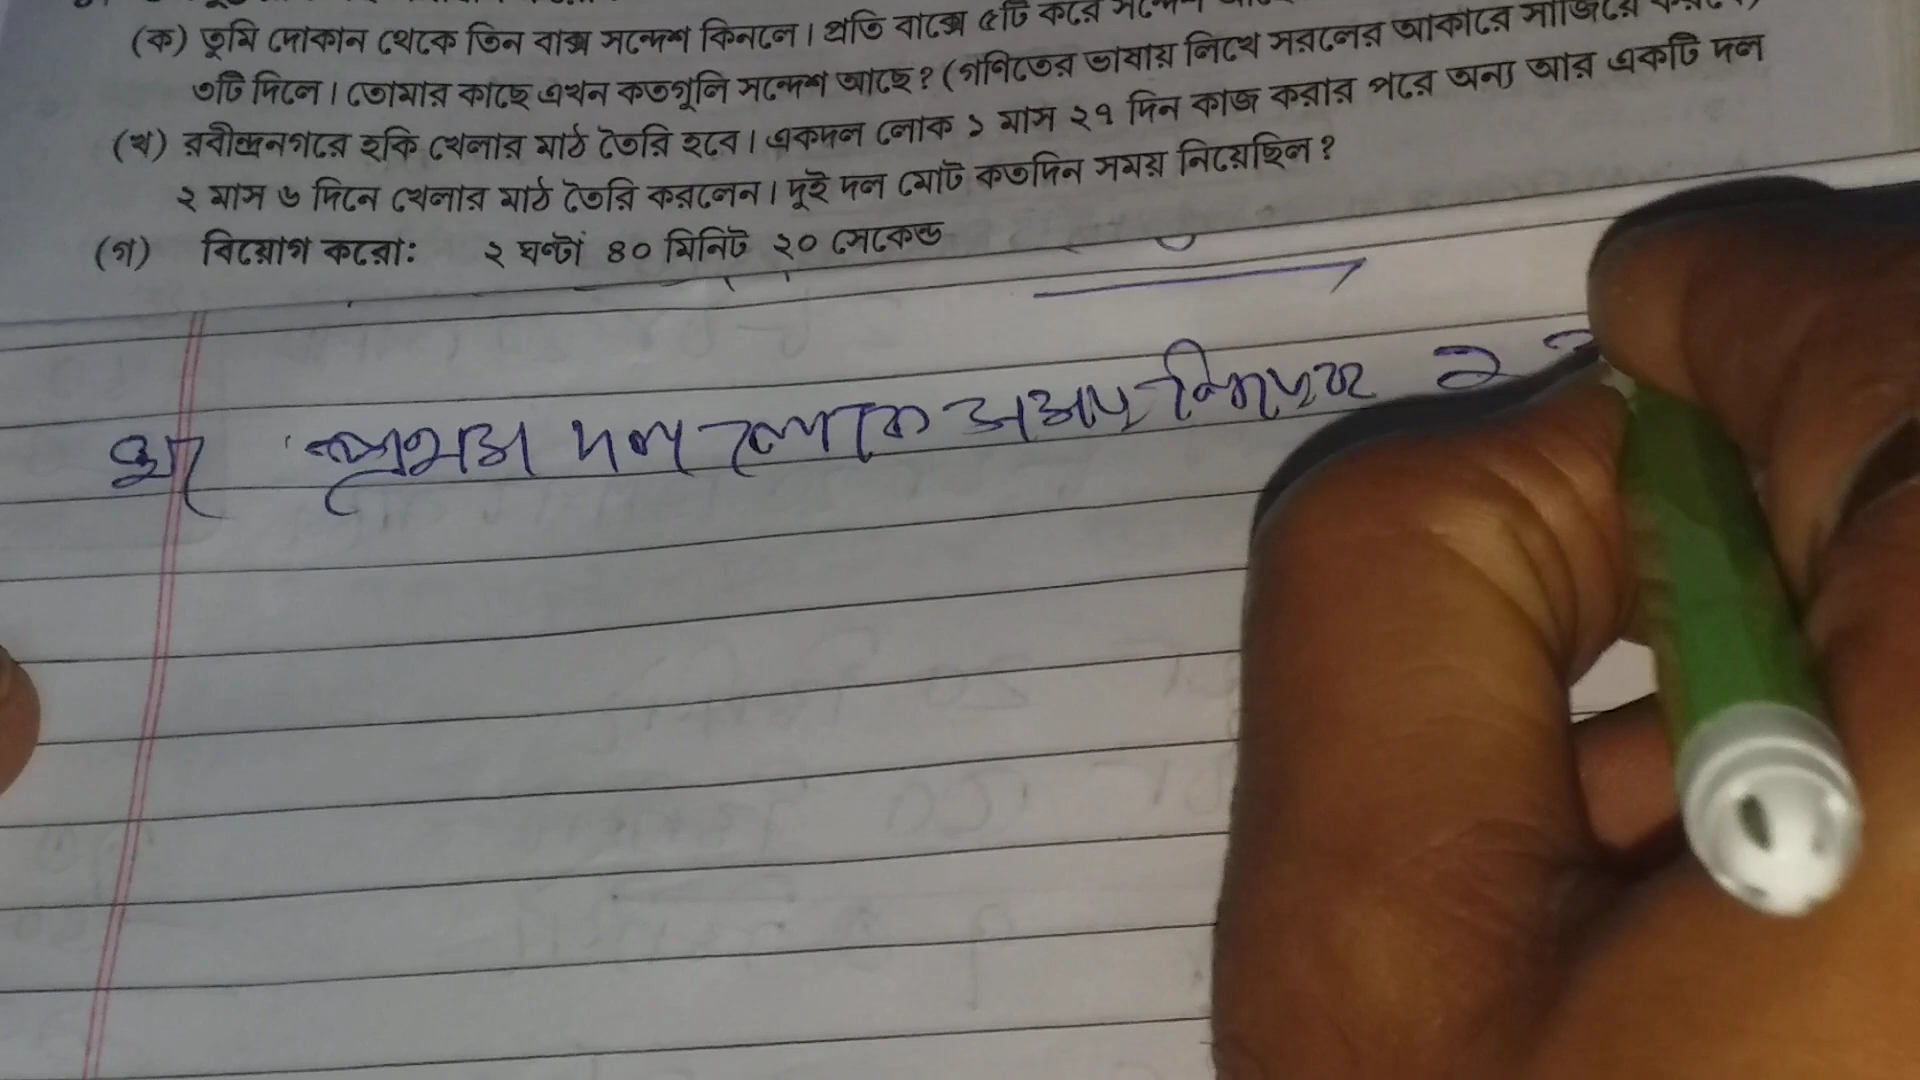 (ক) তুমি দোকান থেকে তিন বাক্স সন্দেশ কিনলে। প্রতি বাক্সে ৫টি করে
৩টি দিলে। তোমার কাছে এখন কতগুলি সন্দেশ আছে? (গণিতের ভাষায় লিখে সরলের আকারে সাজিয়ে
(খ) রবীন্দ্রনগরে হকি খেলার মাঠ তৈরি হবে। একদল লোক ১ মাস ২৭ দিন কাজ করার পরে অন্য আর একটি দল
২ মাস ৬ দিনে খেলার মাঠ তৈরি করলেন। দুই দল মোট কতদিন সময় নিয়েছিল?
(গ) বিয়োগ করো: ২ ঘণ্টা ৪০ মিনিট ২০ সেকেন্ড
খ) প্রথম দল লোক সময়